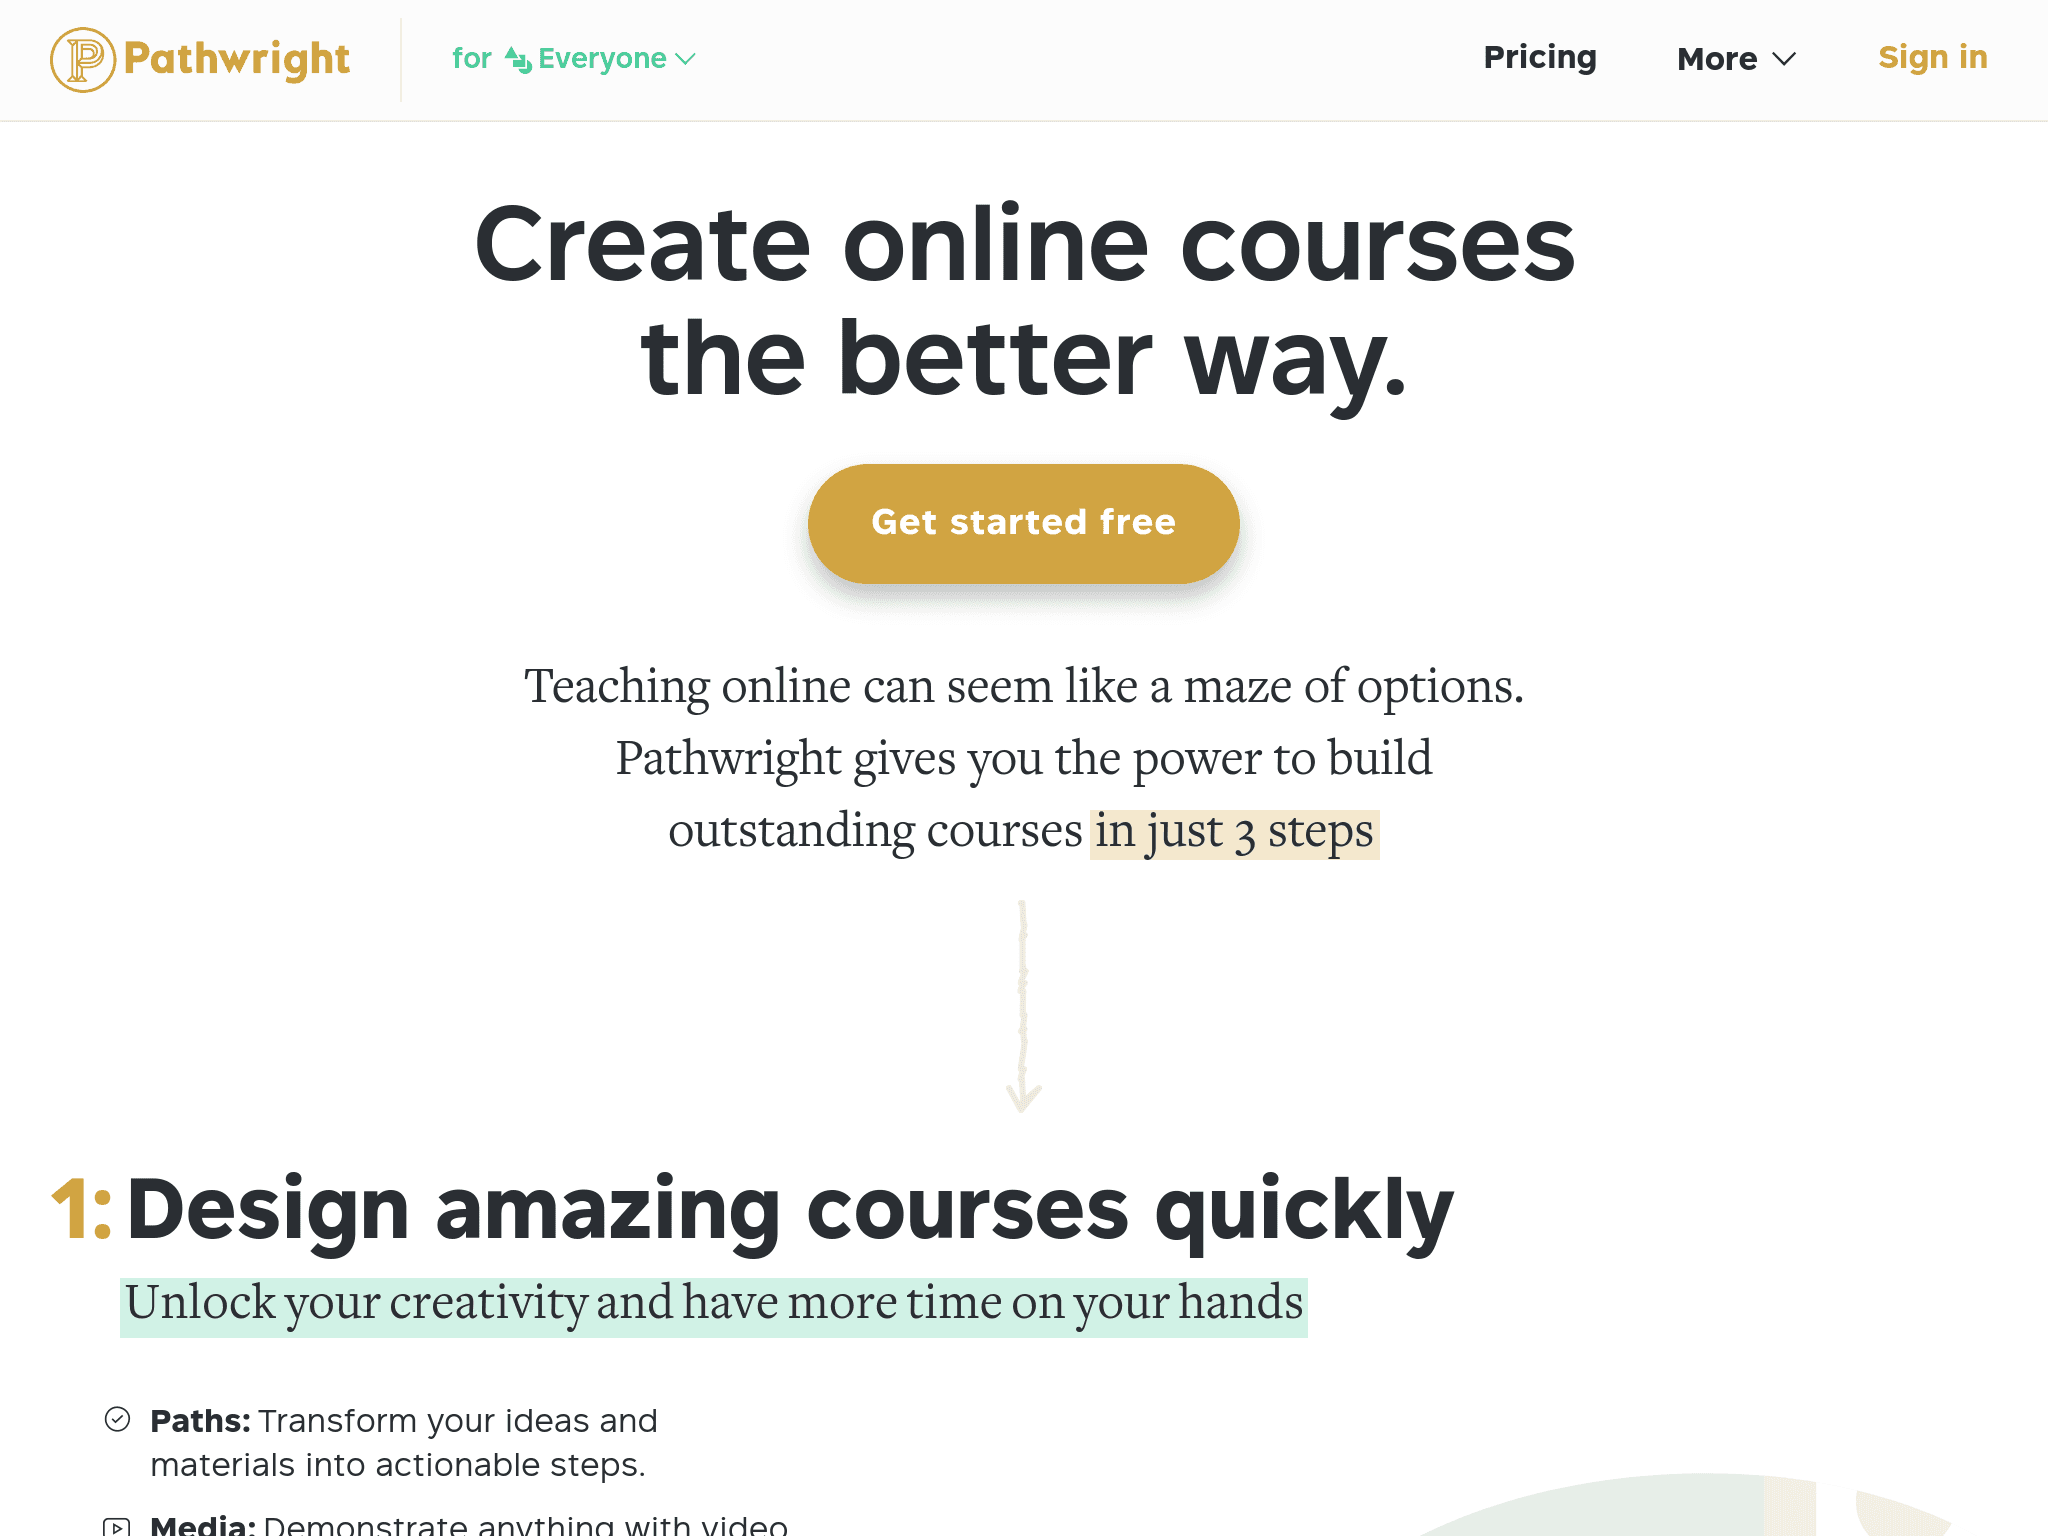 Pathwright
for Everyone
Pricing
More
Sign in
Create online courses
the better way.
Get started free
Teaching online can seem like a maze of options.
Pathwright gives you the power to build
outstanding courses in just 3 steps
1: Design amazing courses quickly
Unlock your creativity and have more time on your hands
Paths: Transform your ideas and
materials into actionable steps.
Media: Demonstrate anything with video